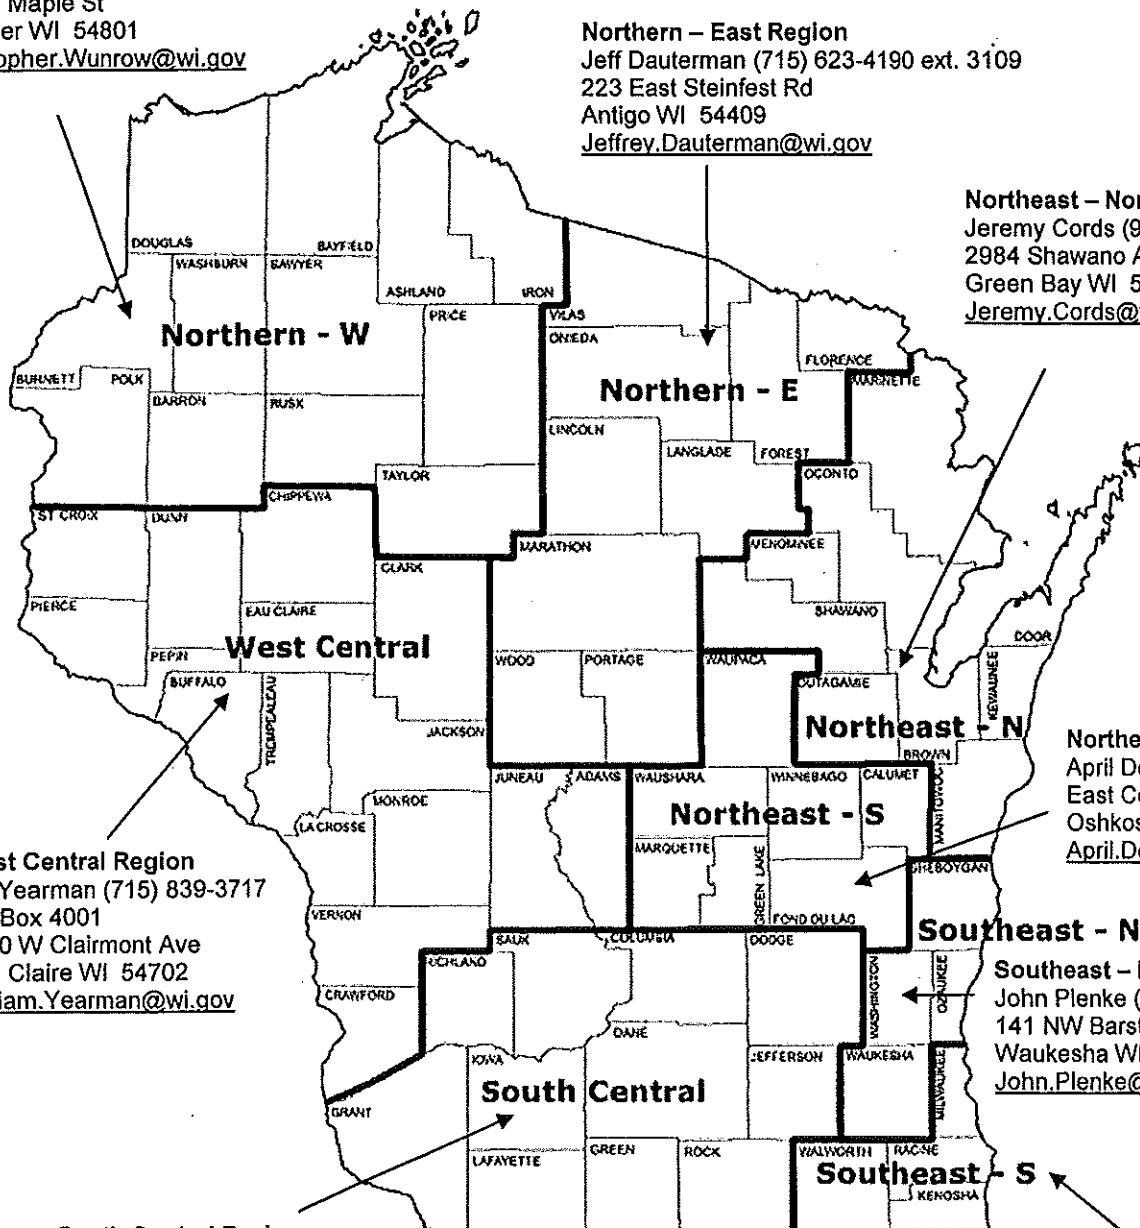 Maple St
er WI 54801
opher.Wunrow@wi.gov
Northern – East Region
Jeff Dauterman (715) 623-4190 ext. 3109
223 East Steinfest Rd
Antigo WI 54409
Jeffrey.Dauterman@wi.gov
Northeast – Nor
Jeremy Cords (9
2984 Shawano A
Green Bay WI 5
Jeremy.Cords@
DOUGLAS
BAYFIELD
WASHBURN
SAWYER
ASHLAND
IRON
PRICE
VILAS
ONEIDA
Northern - W
FLORENCE
BURNETT
POLK
MARINETTE
Northern - E
BARRON
RUSK
LINCOLN
LANGLADE
FOREST
TAYLOR
OCONTO
CHIPPEWA
ST CROIX
DUNN
MARATHON
MENOMINEE
CLARK
PIERCE
EAU CLAIRE
SHAWANO
DOOR
West Central
PEPIN
WOOD
PORTAGE
WAUPACA
BUFFALO
OUTAGAMIE
KEWAUNEE
TREMPEALEAU
JACKSON
Northeast - N
BROWN
Northe
April De
East Ce
Oshkos
April.De
JUNEAU
ADAMS
WAUSHARA
WINNEBAGO
CALUMET
MANITOWOC
MONROE
Northeast - S
LA CROSSE
MARQUETTE
GREEN LAKE
SHEBOYGAN
st Central Region
Yearman (715) 839-3717
Box 4001
0 W Clairmont Ave
Claire WI 54702
iam.Yearman@wi.gov
VERNON
FOND DU LAC
Southeast - N
SAUK
COLUMBIA
DODGE
RICHLAND
WASHINGTON
OZAUKEE
Southeast –
John Plenke (
141 NW Barst
Waukesha WI
John.Plenke@
CRAWFORD
DANE
IOWA
JEFFERSON
WAUKESHA
MILWAUKEE
South Central
GRANT
LAFAYETTE
GREEN
ROCK
WALWORTH
RACINE
Southeast - S
KENOSHA